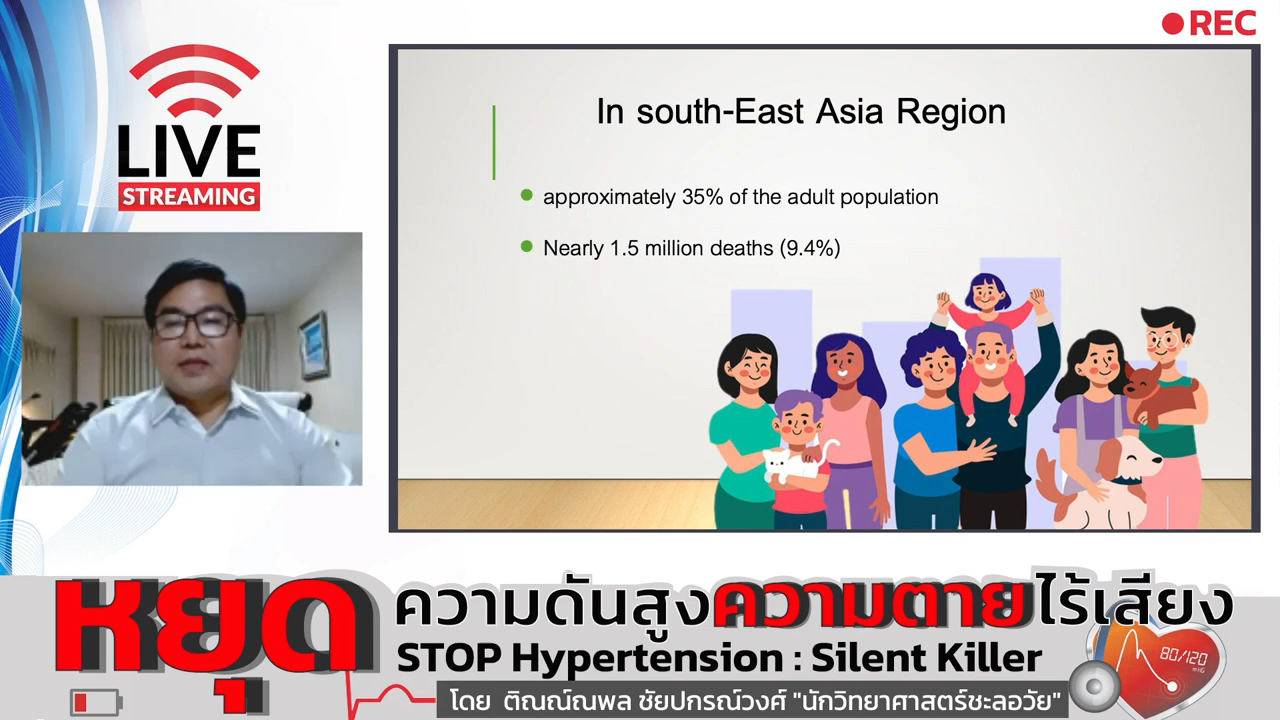 REC
LIVE
STREAMING
In south-East Asia Region
approximately 35% of the adult population
Nearly 1.5 million deaths (9.4%)
หยุด ความดันสูงความตายไร้เสียง
STOP Hypertension : Silent Killer
80/120
mmHg
โดย ติณณ์ณพล ชัยปกรณ์วงศ์ "นักวิทยาศาสตร์ชะลอวัย"